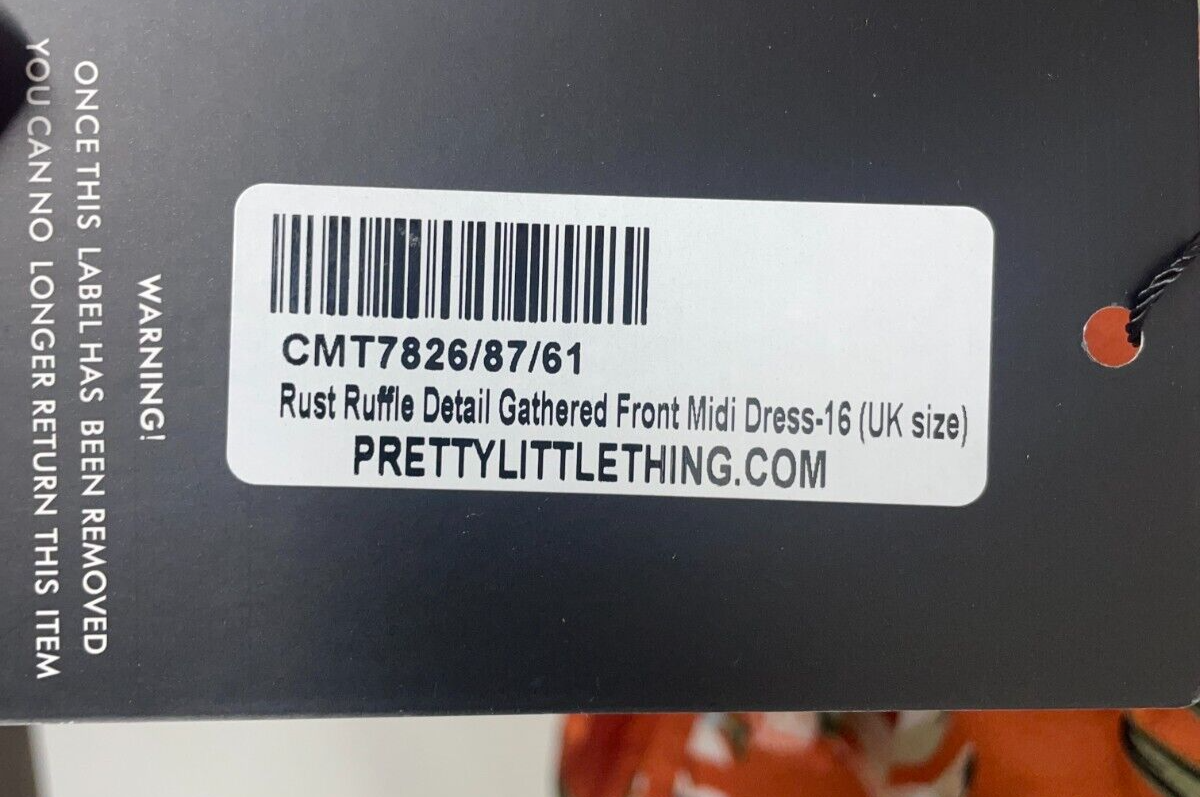 CMT7826/87/61
Rust Ruffle Detail Gathered Front Midi Dress-16 (UK size)
PRETTYLITTLETHING.COM
WARNING!
ONCE THIS LABEL HAS BEEN REMOVED
YOU CAN NO LONGER RETURN THIS ITEM